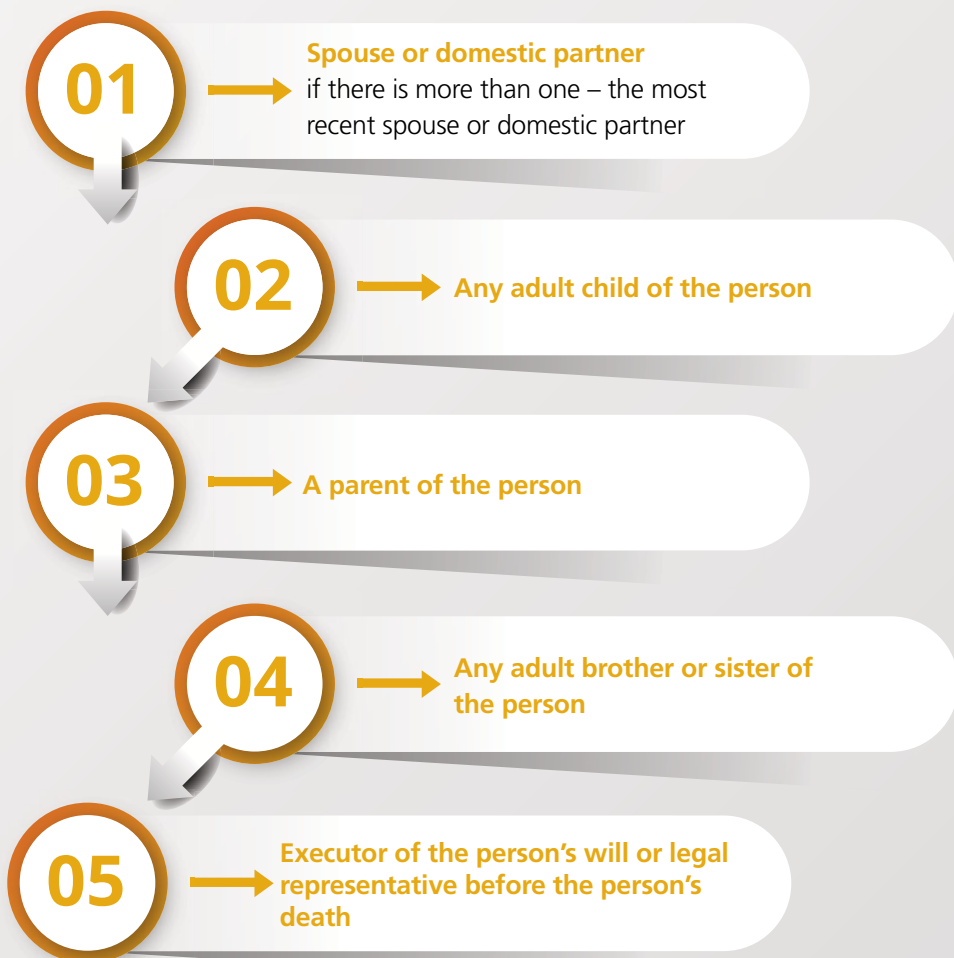 01
Spouse or domestic partner
if there is more than one – the most
recent spouse or domestic partner
02
Any adult child of the person
03
A parent of the person
04
Any adult brother or sister of
the person
05
Executor of the person’s will or legal
representative before the person’s
death